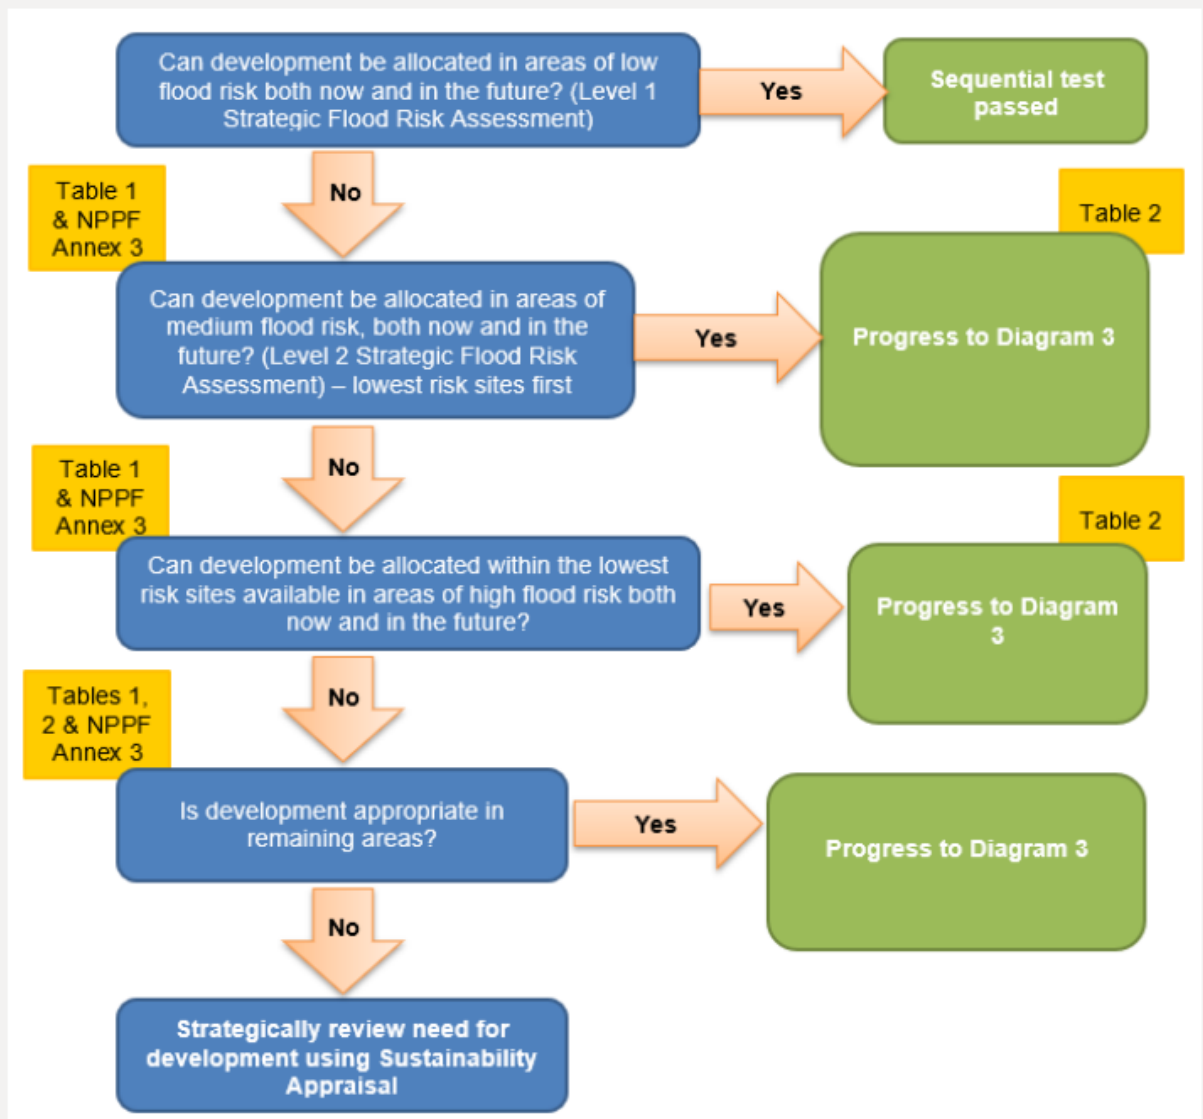 Can development be allocated in areas of low
flood risk both now and in the future? (Level 1
Strategic Flood Risk Assessment)
Yes
Sequential test
passed
No
Table 1
& NPPF
Annex 3
Table 2
Can development be allocated in areas of
medium flood risk, both now and in the
future? (Level 2 Strategic Flood Risk
Assessment) – lowest risk sites first
Yes
Progress to Diagram 3
No
Table 1
& NPPF
Annex 3
Table 2
Can development be allocated within the lowest
risk sites available in areas of high flood risk both
now and in the future?
Yes
Progress to Diagram
3
No
Tables 1,
2 & NPPF
Annex 3
Is development appropriate in
remaining areas?
Yes
Progress to Diagram 3
No
Strategically review need for
development using Sustainability
Appraisal